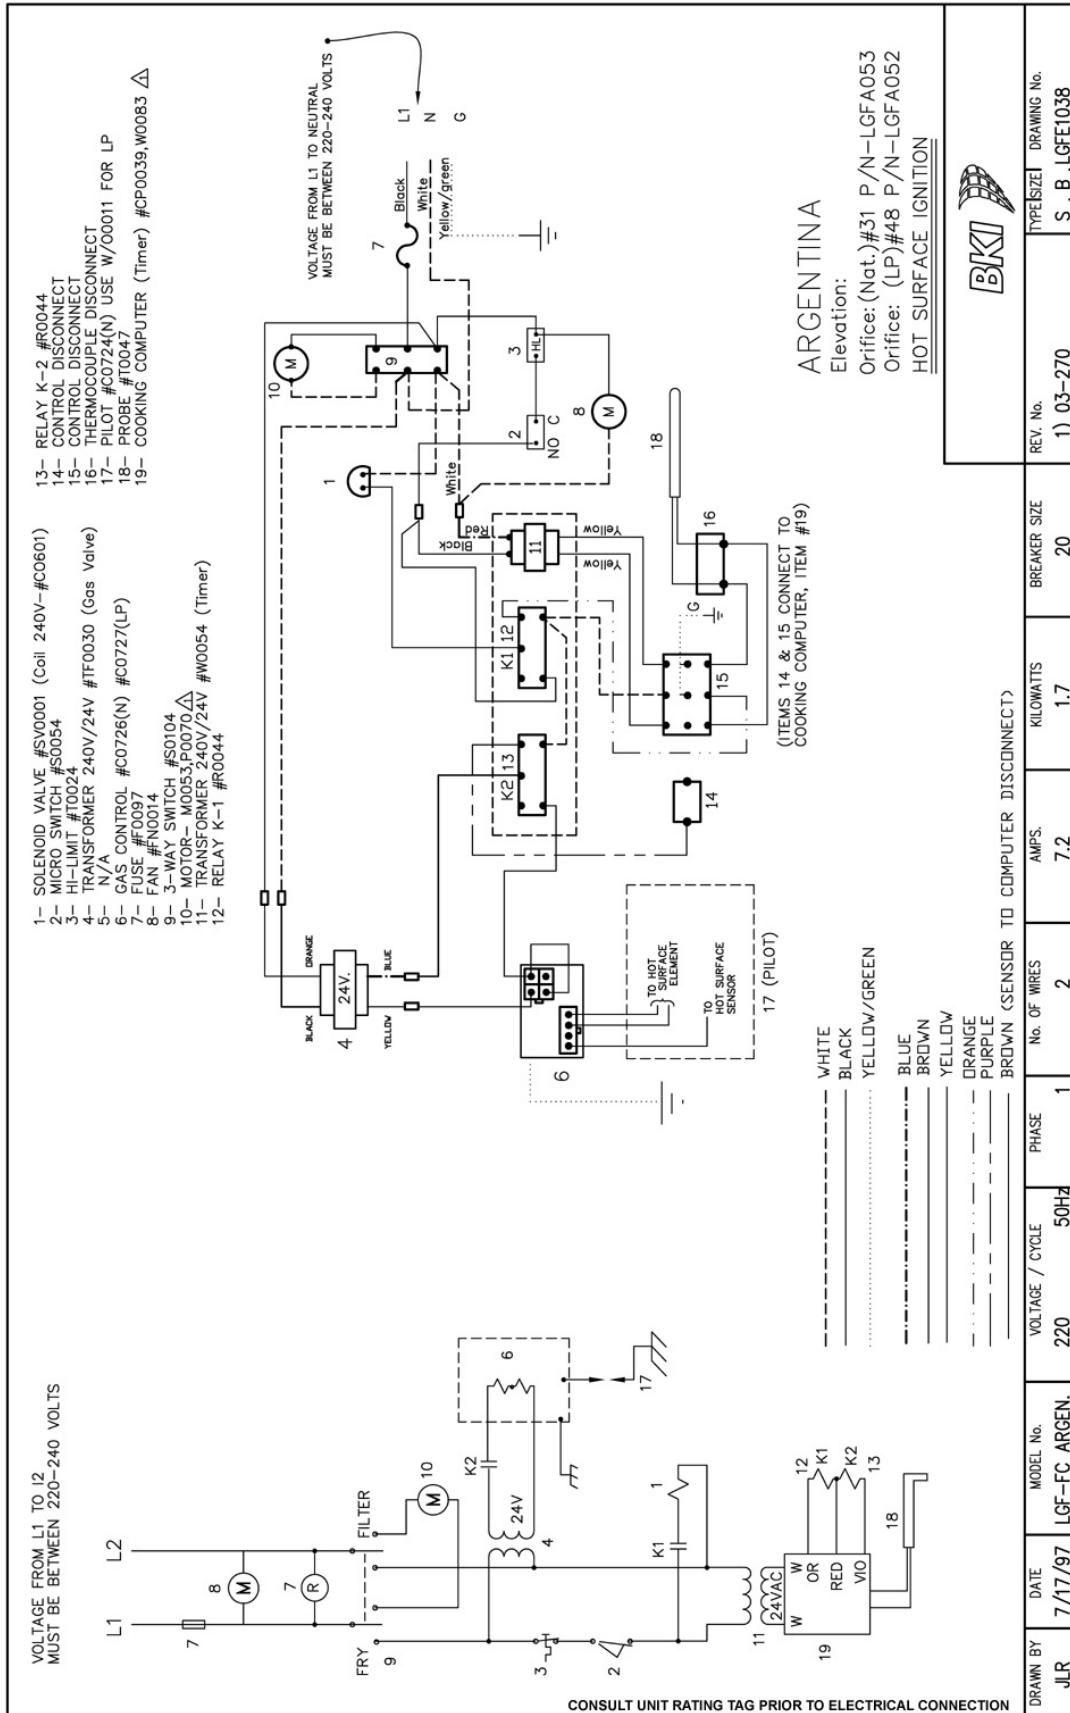 1– SOLENOID VALVE #SV0001 (Coil 240V–#C0601)
2– MICRO SWITCH #S0054
3– HI–LIMIT #T0024
4– TRANSFORMER 240V/24V #TF0030 (Gas Valve)
5– N/A
6– GAS CONTROL #C0726(N) #C0727(LP)
7– FUSE #F0097
8– FAN #FN0014
9– 3–WAY SWITCH #S0104
10– MOTOR– M0053,P0070 1
11– TRANSFORMER 240V/24V #W0054 (Timer)
12– RELAY K–1 #R0044
13– RELAY K–2 #R0044
14– CONTROL DISCONNECT
15– CONTROL DISCONNECT
16– THERMOCOUPLE DISCONNECT
17– PILOT #C0724(N) USE W/00011 FOR LP
18– PROBE #T0047
19– COOKING COMPUTER (Timer) #CP0039,W0083 1
VOLTAGE FROM L1 TO NEUTRAL
MUST BE BETWEEN 220–240 VOLTS
L1
N
G
Black
White
Yellow/green
7
9
10
M
3
HL
2
NO C
8
M
1
White
Red
Black
11
Yellow
Yellow
K1 12
K2 13
18
16
G
15
14
(ITEMS 14 & 15 CONNECT TO
COOKING COMPUTER, ITEM #19)
ORANGE
BLACK
24V.
4
BLUE
YELLOW
6
TO HOT
SURFACE
ELEMENT
TO
HOT SURFACE
SENSOR
17 (PILOT)
ARGENTINA
Elevation:
Orifice:(Nat.)#31 P/N–LGFA053
Orifice: (LP)#48 P/N–LGFA052
HOT SURFACE IGNITION
BKI
WHITE
BLACK
YELLOW/GREEN
BLUE
BROWN
YELLOW
ORANGE
PURPLE
BROWN (SENSOR TO COMPUTER DISCONNECT)
VOLTAGE FROM L1 TO l2
MUST BE BETWEEN 220–240 VOLTS
L1
L2
7
8
M
7
R
FRY
FILTER
9
10
M
K2
24V
4
6
17
3
2
K1
1
11
24VAC
W
W
OR
RED
VIO
12
K1
K2
13
19
18
CONSULT UNIT RATING TAG PRIOR TO ELECTRICAL CONNECTION
DRAWN BY
JLR
DATE
7/17/97
MODEL No.
LGF–FC ARGEN.
VOLTAGE / CYCLE
220 50Hz
PHASE
1
No. OF WIRES
2
AMPS.
7.2
KILOWATTS
1.7
BREAKER SIZE
20
REV. No.
1) 03–270
TYPE
S
SIZE
B
DRAWING No.
LGFE1038